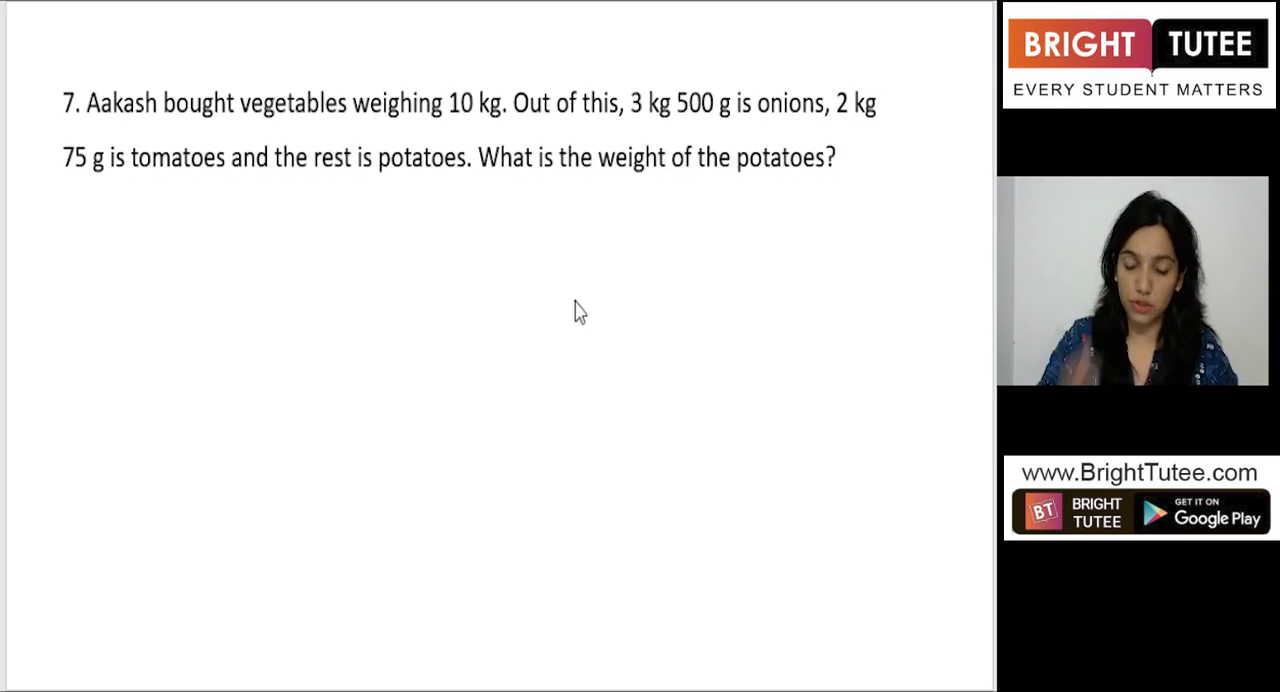 7. Aakash bought vegetables weighing 10 kg. Out of this, 3 kg 500 g is onions, 2 kg
75 g is tomatoes and the rest is potatoes. What is the weight of the potatoes?
BRIGHT TUTEE
EVERY STUDENT MATTERS
www.BrightTutee.com
BT BRIGHT TUTEE
GET IT ON
Google Play